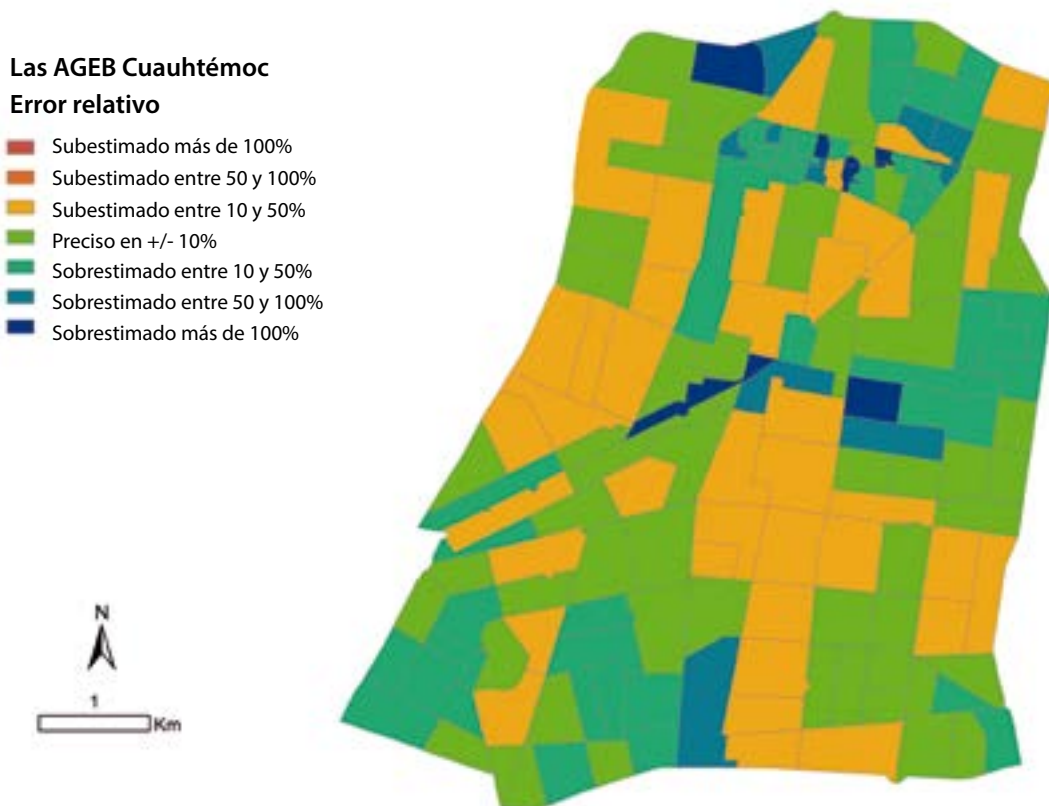 Las AGEB Cuauhtémoc
Error relativo
Subestimado más de 100%
Subestimado entre 50 y 100%
Subestimado entre 10 y 50%
Preciso en +/- 10%
Sobrestimado entre 10 y 50%
Sobrestimado entre 50 y 100%
Sobrestimado más de 100%
N
1
Km